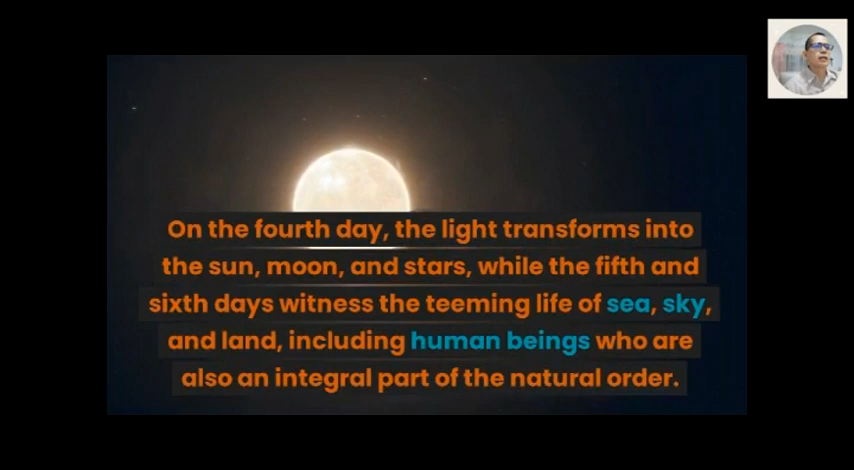 On the fourth day, the light transforms into
the sun, moon, and stars, while the fifth and
sixth days witness the teeming life of sea, sky,
and land, including human beings who are
also an integral part of the natural order.